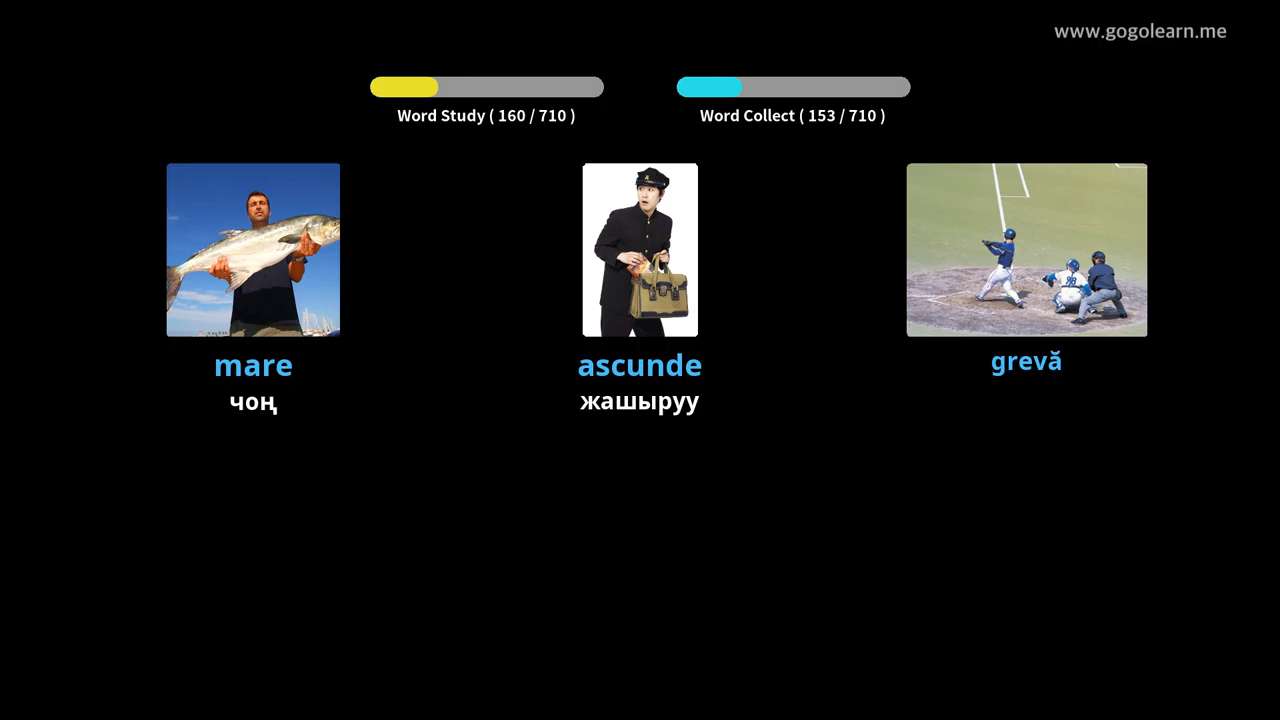 www.gogolearn.me
Word Study ( 160 / 710 )
Word Collect ( 153 / 710 )
mare
чоң
ascunde
жашыруу
grevă